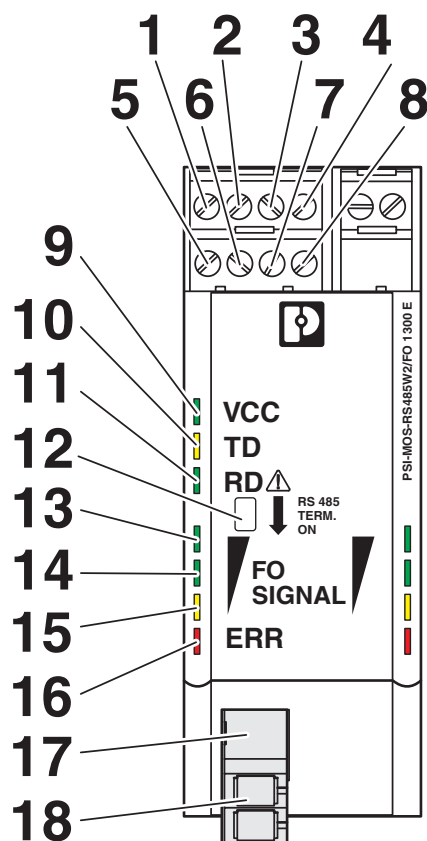 1 2 3 4
5 6 7 8
9
10
11
12
13
14
15
16
17
18
VCC
TD
RD
RS 485
TERM.
ON
FO
SIGNAL
ERR
PSI-MOS-RS485W2/FO 1300 E